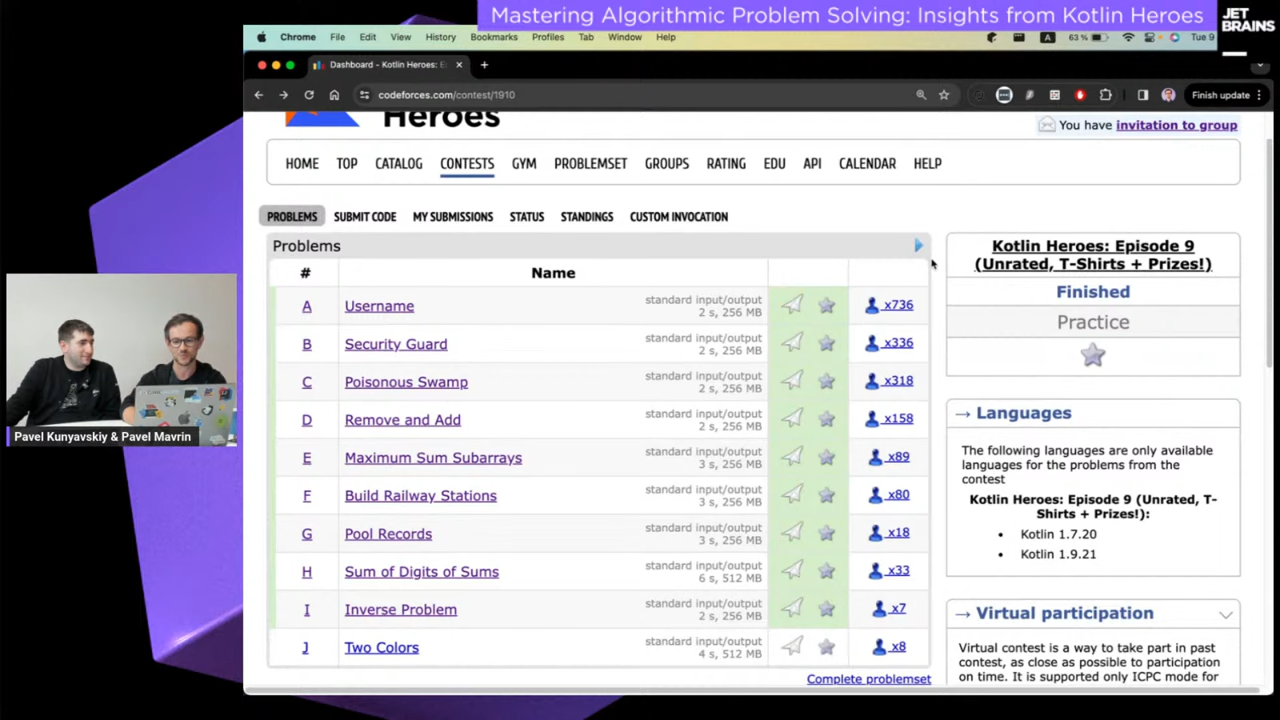 Mastering Algorithmic Problem Solving: Insights from Kotlin Heroes
JET
BRAINS
Chrome File Edit View History Bookmarks Profiles Tab Window Help
A 63 % Tue 9
Dashboard - Kotlin Heroes: E
codeforces.com/contest/1910
Finish update
Heroes
You have invitation to group
HOME TOP CATALOG CONTESTS GYM PROBLEMSET GROUPS RATING EDU API CALENDAR HELP
PROBLEMS SUBMIT CODE MY SUBMISSIONS STATUS STANDINGS CUSTOM INVOCATION
Problems
# Name
A Username standard input/output
2 s, 256 MB x736
B Security Guard standard input/output
2 s, 256 MB x336
C Poisonous Swamp standard input/output
2 s, 256 MB x318
D Remove and Add standard input/output
2 s, 256 MB x158
E Maximum Sum Subarrays standard input/output
3 s, 256 MB x89
F Build Railway Stations standard input/output
3 s, 256 MB x80
G Pool Records standard input/output
3 s, 256 MB x18
H Sum of Digits of Sums standard input/output
6 s, 512 MB x33
I Inverse Problem standard input/output
2 s, 256 MB x7
J Two Colors standard input/output
4 s, 512 MB x8
Complete problemset
Kotlin Heroes: Episode 9
(Unrated, T-Shirts + Prizes!)
Finished
Practice
→ Languages
The following languages are only available
languages for the problems from the
contest
Kotlin Heroes: Episode 9 (Unrated, T-
Shirts + Prizes!):
• Kotlin 1.7.20
• Kotlin 1.9.21
→ Virtual participation
Virtual contest is a way to take part in past
contest, as close as possible to participation
on time. It is supported only ICPC mode for
Pavel Kunyavskiy & Pavel Mavrin